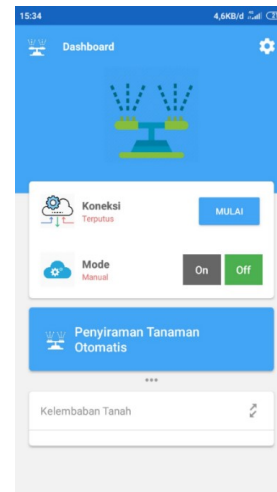 15:34
4,6KB/d
Dashboard
Koneksi
Terputus
MULAI
Mode
Manual
On
Off
Penyiraman Tanaman
Otomatis
Kelembaban Tanah